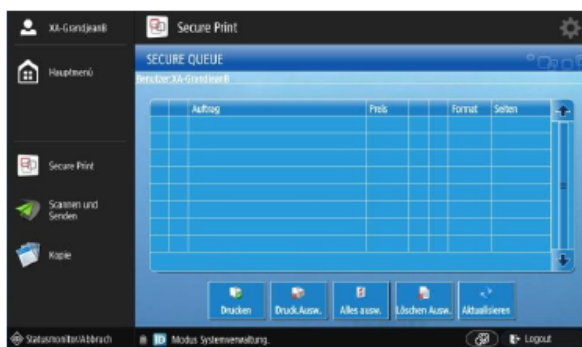 XA-GrandjeanB
Secure Print
Hauptmenü
SECURE QUEUE
Benutzer:XA-GrandjeanB
Auftrag Preis Format Seiten
Secure Print
Scannen und
Senden
Kopie
Drucken Druck.Ausw. Alles ausw. Löschen Ausw. Aktualisieren
Statusmonitor/Abbruch ID Modus Systemverwaltung. Logout